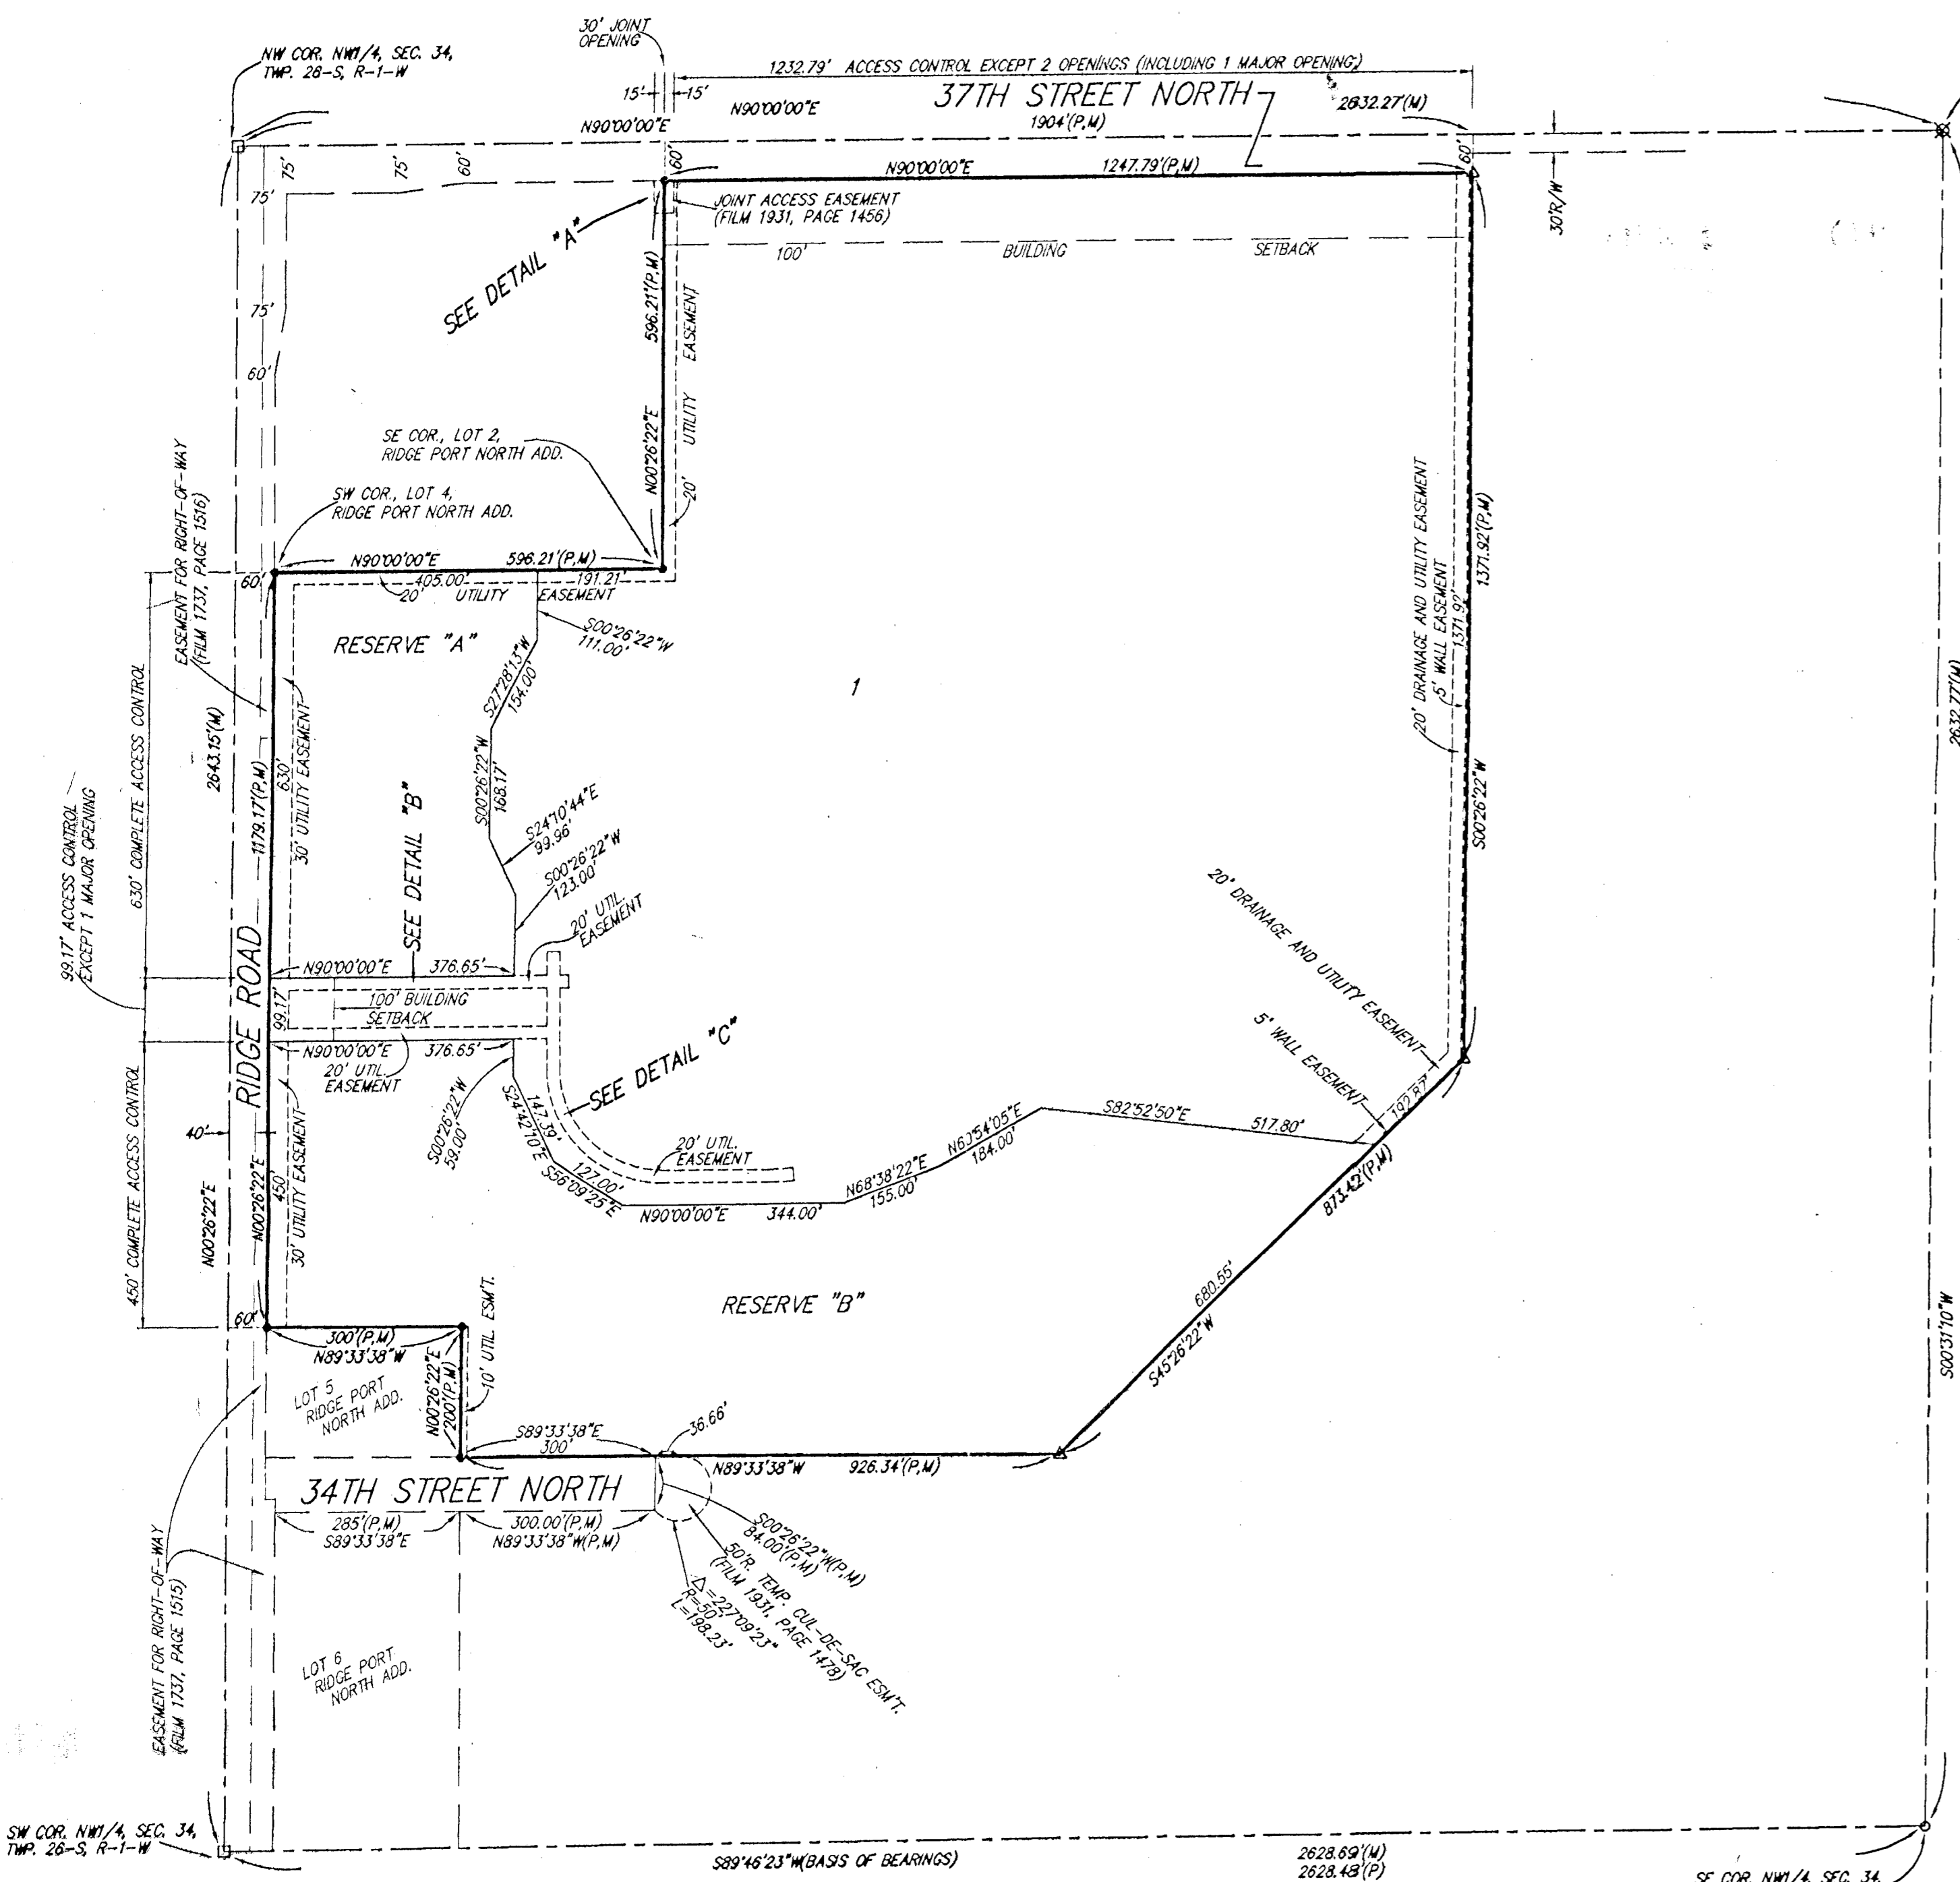 30' JOINT
OPENING
NW COR. NW1/4, SEC. 34,
TWP. 26-S, R-1-W
1232.79' ACCESS CONTROL EXCEPT 2 OPENINGS (INCLUDING 1 MAJOR OPENING)
15'
15'
N90°00'00"E
37TH STREET NORTH
2632.27'(M)
N90°00'00"E
1904'(P,M)
75'
75'
60'
60'
60'
N90°00'00"E
1247.79'(P,M)
30'R/W
75'
JOINT ACCESS EASEMENT
(FILM 1931, PAGE 1456)
SEE DETAIL "A"
100'
BUILDING
SETBACK
596.21'(P,M)
N00°26'22"E
20'
UTILITY
EASEMENT
75'
60'
SE COR., LOT 2,
RIDGE PORT NORTH ADD.
SW COR., LOT 4,
RIDGE PORT NORTH ADD.
EASEMENT FOR RIGHT-OF-WAY
(FILM 1737, PAGE 1516)
N90°00'00"E
596.21'(P,M)
60'
405.00'
191.21'
20'
UTILITY
EASEMENT
RESERVE "A"
S00°26'22"W
111.00'
S27°28'13"W
154.00'
1
20' DRAINAGE AND UTILITY EASEMENT
5' WALL EASEMENT
1371.92'
1371.92'(P,M)
S00°26'22"W
2632.77'(M)
630' COMPLETE ACCESS CONTROL
99.17' ACCESS CONTROL
EXCEPT 1 MAJOR OPENING
2643.15'(M)
1179.17'(P,M)
630'
30' UTILITY EASEMENT
SEE DETAIL "B"
S00°26'22"W
168.17'
S24°10'44"E
99.96'
S00°26'22"W
123.00'
20' UTIL.
EASEMENT
RIDGE ROAD
N90°00'00"E
376.65'
99.17'
100' BUILDING
SETBACK
N90°00'00"E
376.65'
20' UTIL.
EASEMENT
SEE DETAIL "C"
20' DRAINAGE AND UTILITY EASEMENT
5' WALL EASEMENT
192.87'
450' COMPLETE ACCESS CONTROL
40'
N00°26'22"E
N00°26'22"E
450'
30' UTILITY EASEMENT
S00°26'22"W
59.00'
147.39'
S24°42'10"E
127.00'
S56°09'25"E
20' UTIL.
EASEMENT
N90°00'00"E
344.00'
N68°38'22"E
155.00'
N60°54'05"E
184.00'
S82°52'50"E
517.80'
873.42'(P,M)
680.55'
S45°26'22"W
RESERVE "B"
60'
300'(P,M)
N89°33'38"W
N00°26'22"E
200'(P,M)
10' UTIL ESM'T.
LOT 5
RIDGE PORT
NORTH ADD.
S89°33'38"E
300'
36.66'
N89°33'38"W
926.34'(P,M)
34TH STREET NORTH
285'(P,M)
S89°33'38"E
300.00'(P,M)
N89°33'38"W(P,M)
S00°26'22"W(P,M)
84.00'(P,M)
50'R. TEMP. CUL-DE-SAC ESM'T.
(FILM 1931, PAGE 1478)
△=227°09'23"
R=50'
L=198.23'
EASEMENT FOR RIGHT-OF-WAY
(FILM 1737, PAGE 1515)
LOT 6
RIDGE PORT
NORTH ADD.
S00°31'10"W
SW COR. NW1/4, SEC. 34,
TWP. 26-S, R-1-W
S89°46'23"W(BASIS OF BEARINGS)
2628.69'(M)
2628.48'(P)
SE COR. NW1/4, SEC. 34,